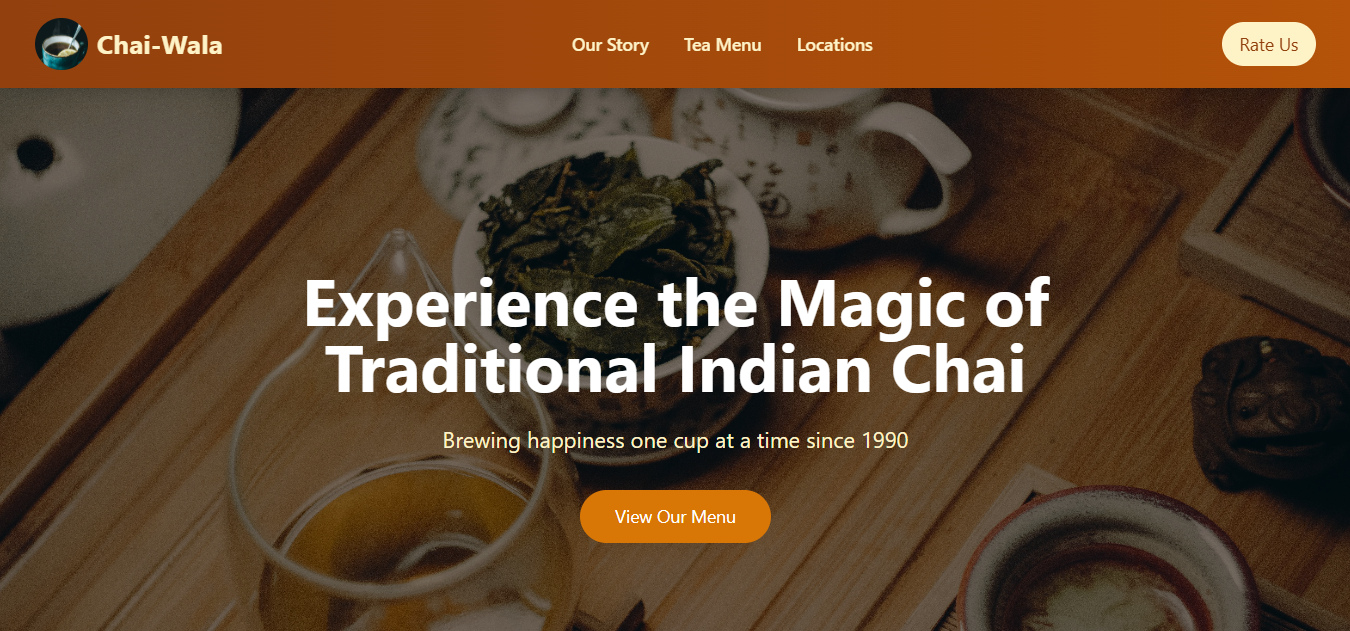 Chai-Wala
Our Story
Tea Menu
Locations
Rate Us
Experience the Magic of
Traditional Indian Chai
Brewing happiness one cup at a time since 1990
View Our Menu